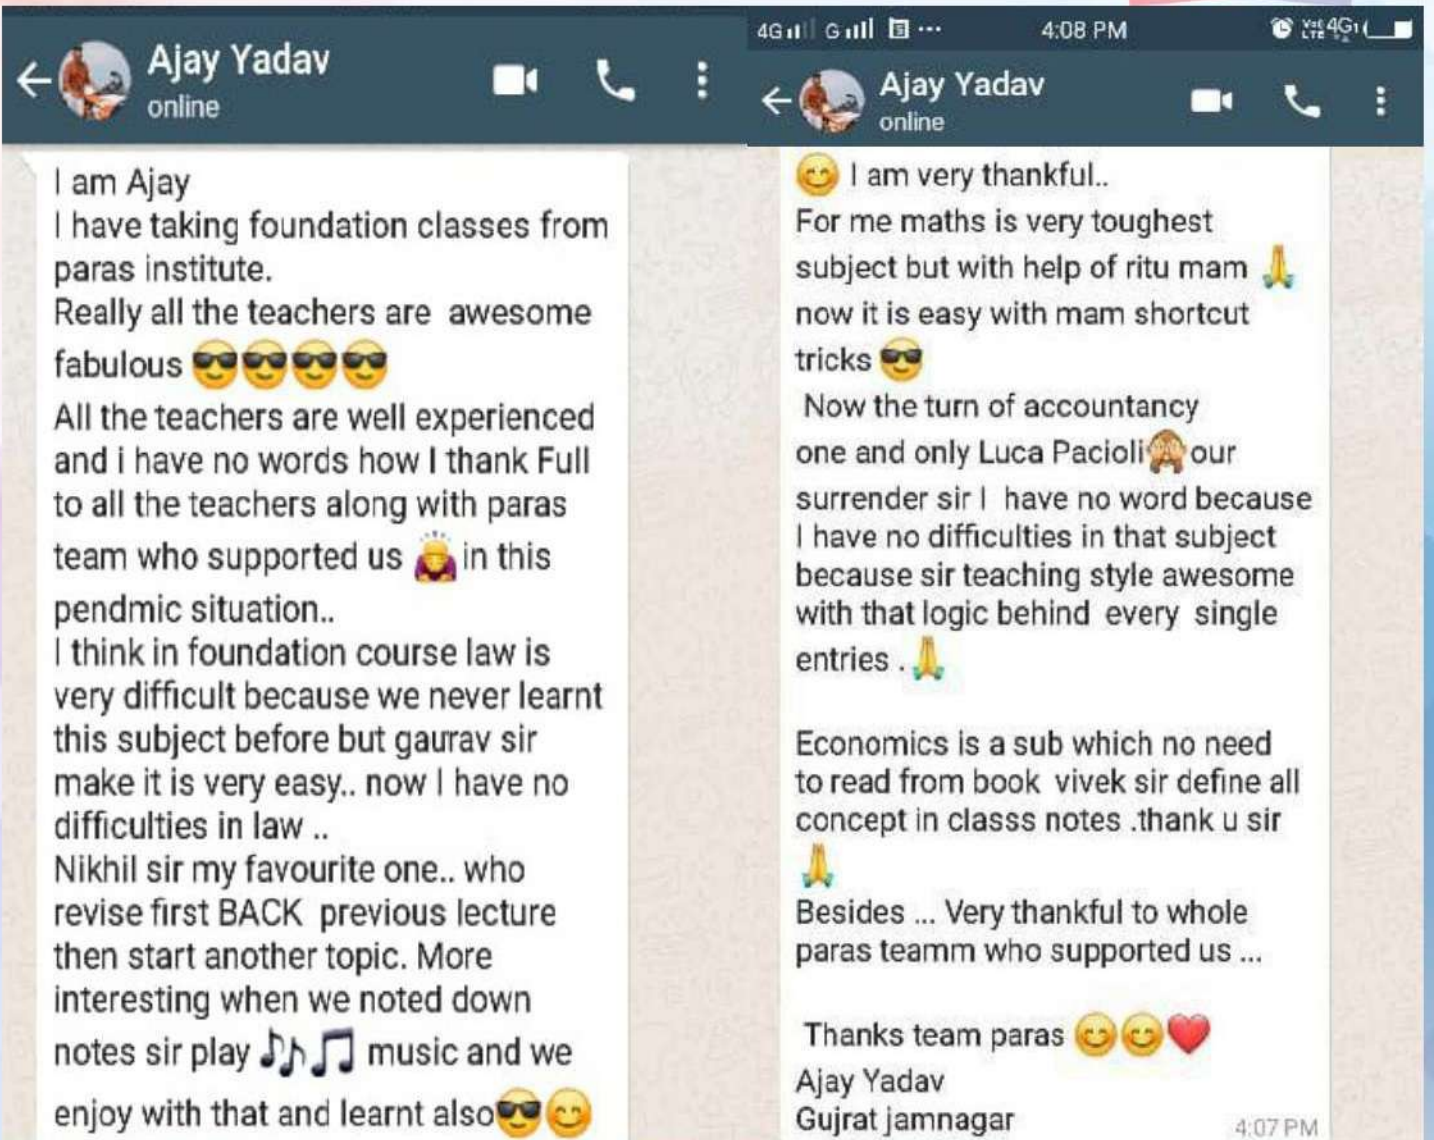 Ajay Yadav
online
I am Ajay
I have taking foundation classes from
paras institute.
Really all the teachers are awesome
fabulous 😎😎😎😎
All the teachers are well experienced
and i have no words how I thank Full
to all the teachers along with paras
team who supported us 🙇 in this
pendmic situation..
I think in foundation course law is
very difficult because we never learnt
this subject before but gaurav sir
make it is very easy.. now I have no
difficulties in law ..
Nikhil sir my favourite one.. who
revise first BACK previous lecture
then start another topic. More
interesting when we noted down
notes sir play 🎶🎵 music and we
enjoy with that and learnt also😎😊
4G G 4:08 PM 4G
Ajay Yadav
online
😊 I am very thankful..
For me maths is very toughest
subject but with help of ritu mam 🙏
now it is easy with mam shortcut
tricks 😎
Now the turn of accountancy
one and only Luca Pacioli🙈our
surrender sir I have no word because
I have no difficulties in that subject
because sir teaching style awesome
with that logic behind every single
entries .🙏
Economics is a sub which no need
to read from book vivek sir define all
concept in classs notes .thank u sir
🙏
Besides ... Very thankful to whole
paras teamm who supported us ...
Thanks team paras 😊😊❤️
Ajay Yadav
Gujrat jamnagar
4:07 PM